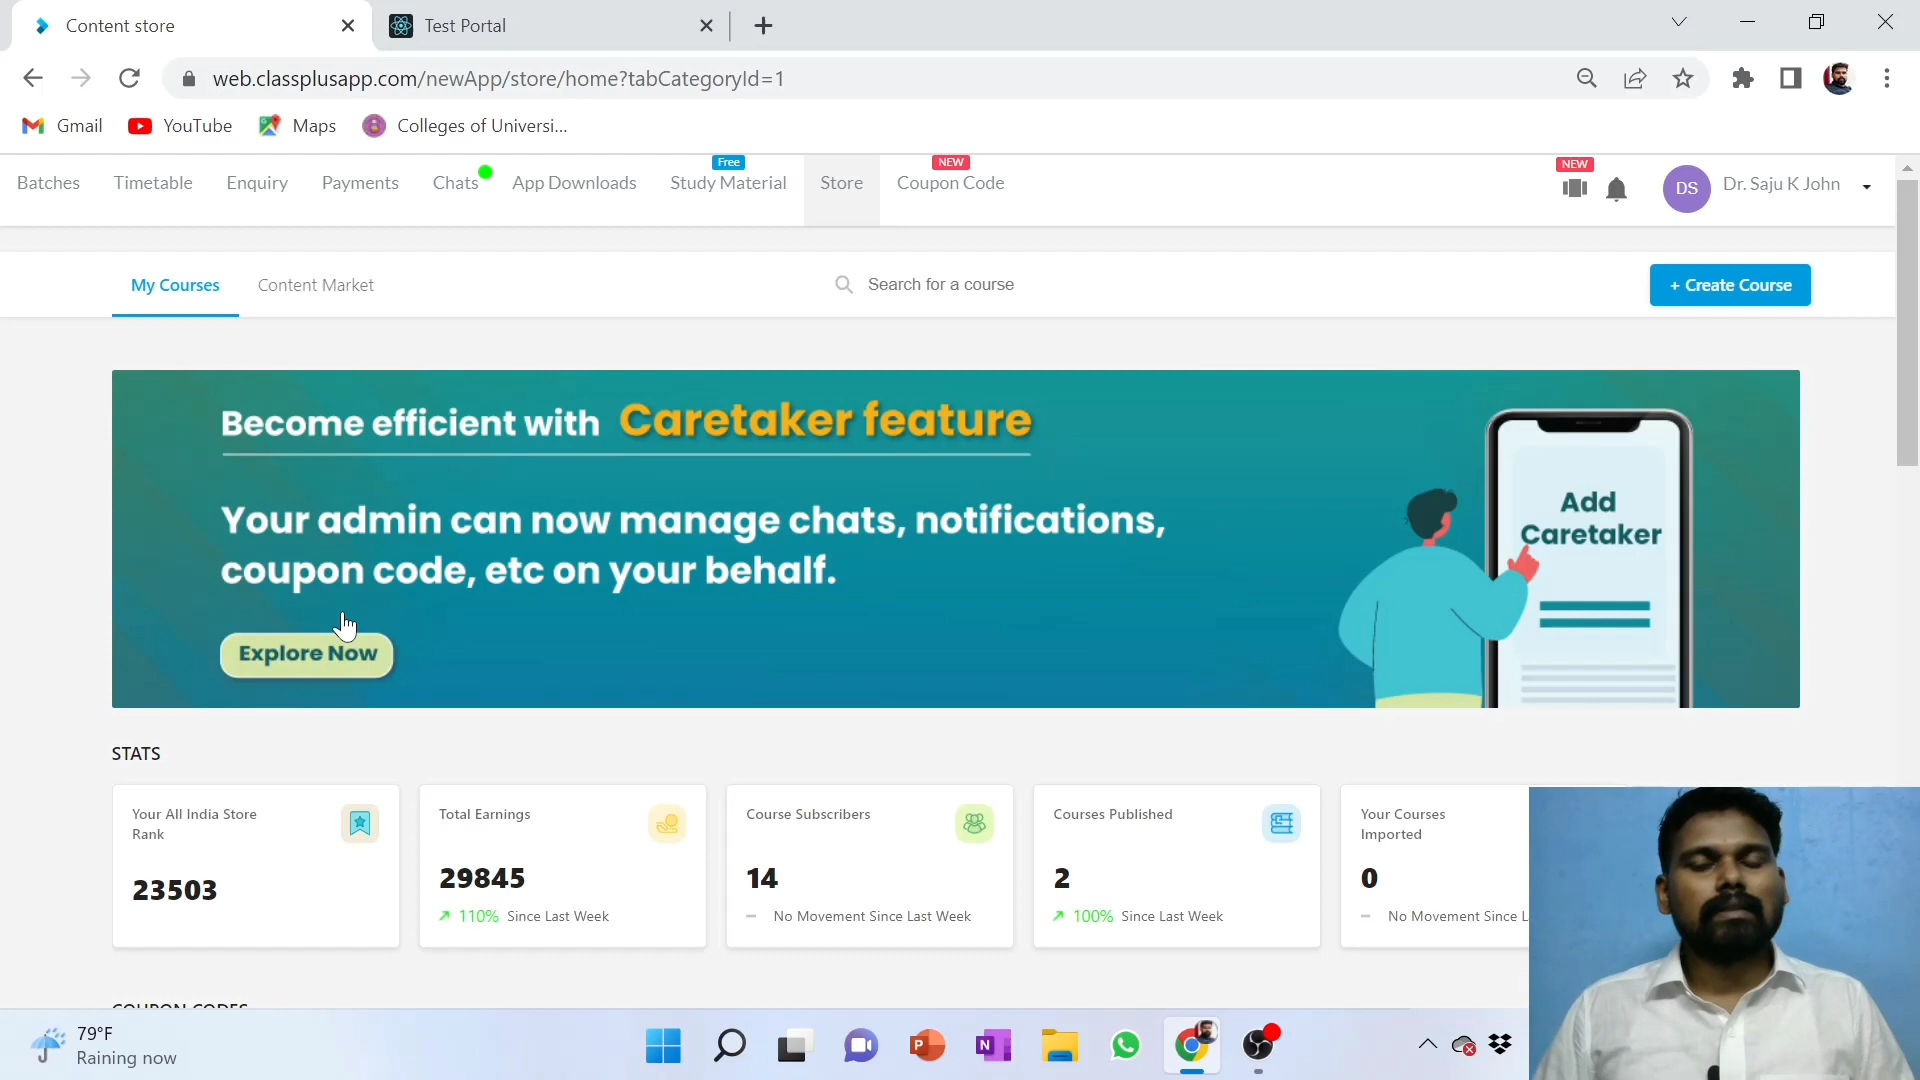 Content store
Test Portal
web.classplusapp.com/newApp/store/home?tabCategoryId=1
Gmail
YouTube
Maps
Colleges of Universi...
Batches
Timetable
Enquiry
Payments
Chats
App Downloads
Free
Study Material
Store
NEW
Coupon Code
NEW
DS
Dr. Saju K John
My Courses
Content Market
Search for a course
+ Create Course
Become efficient with Caretaker feature
Your admin can now manage chats, notifications,
coupon code, etc on your behalf.
Explore Now
Add
Caretaker
STATS
Your All India Store
Rank
23503
Total Earnings
29845
110% Since Last Week
Course Subscribers
14
No Movement Since Last Week
Courses Published
2
100% Since Last Week
Your Courses
Imported
0
No Movement Since L
COUPON CODES
79°F
Raining now